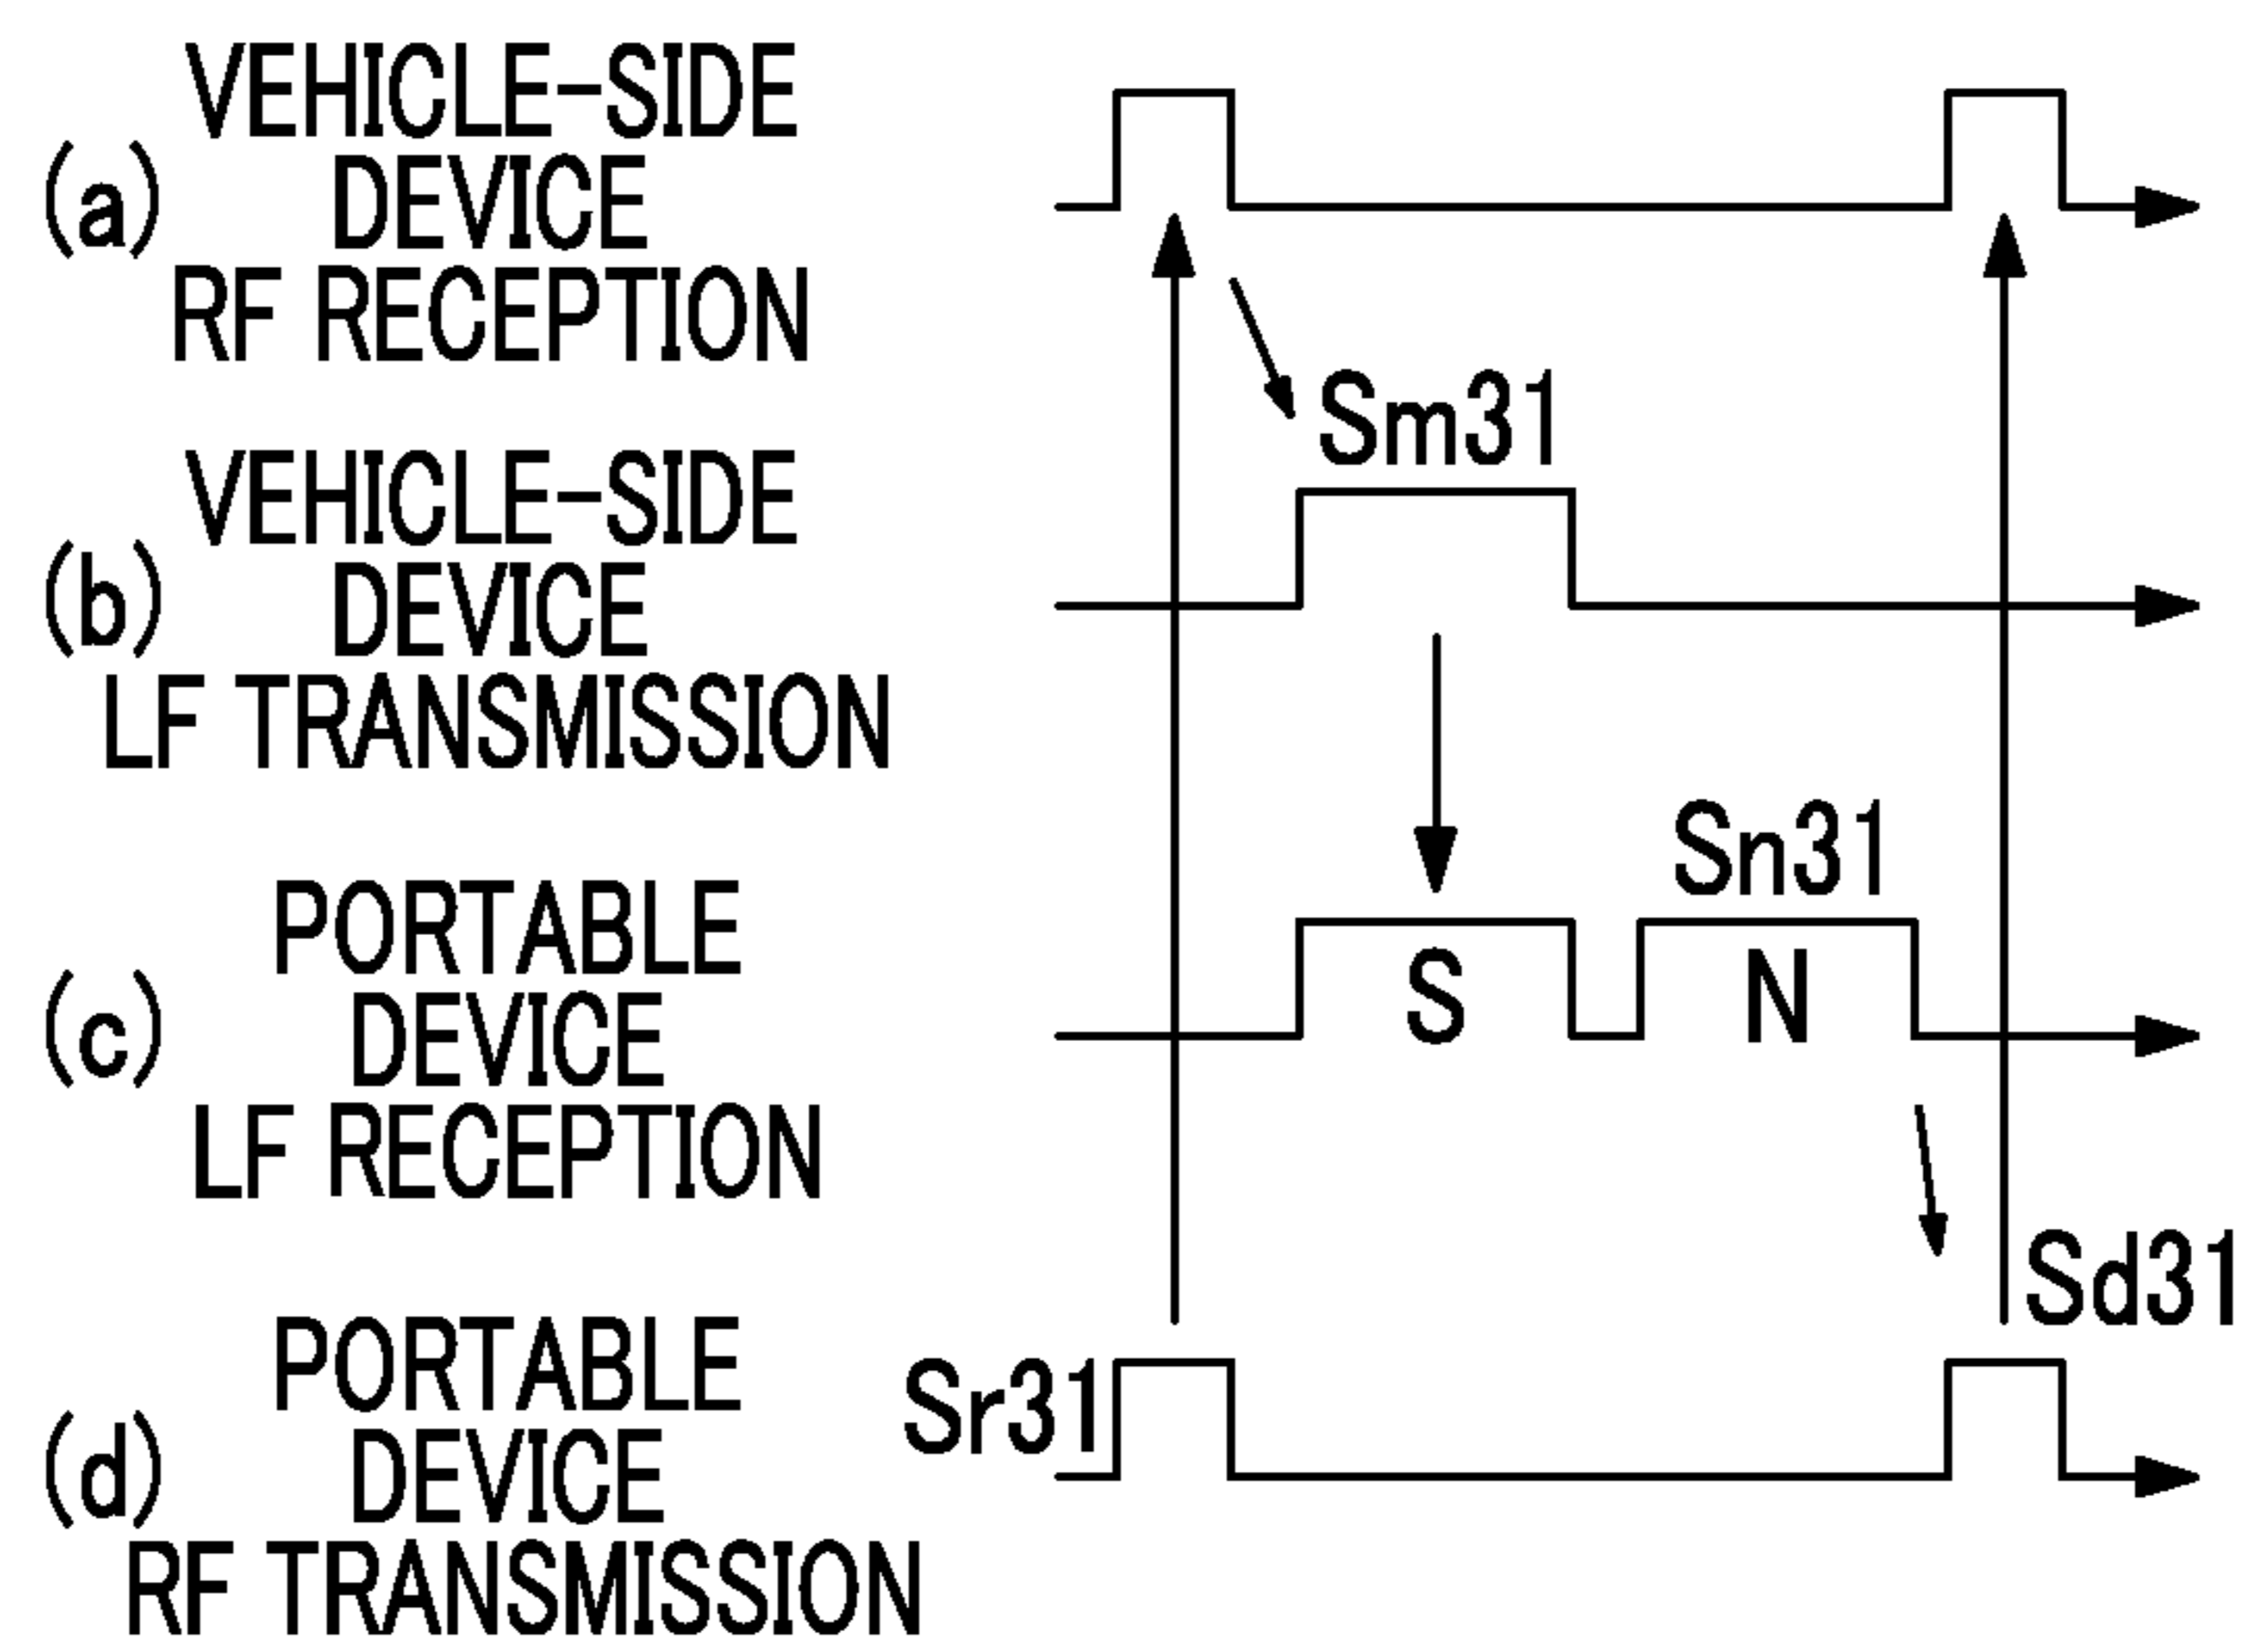 VEHICLE-SIDE
(a) DEVICE
RF RECEPTION
Sm31
VEHICLE-SIDE
(b) DEVICE
LF TRANSMISSION
Sn31
PORTABLE
(c) DEVICE
S N
LF RECEPTION
Sd31
PORTABLE
Sr31
(d) DEVICE
RF TRANSMISSION